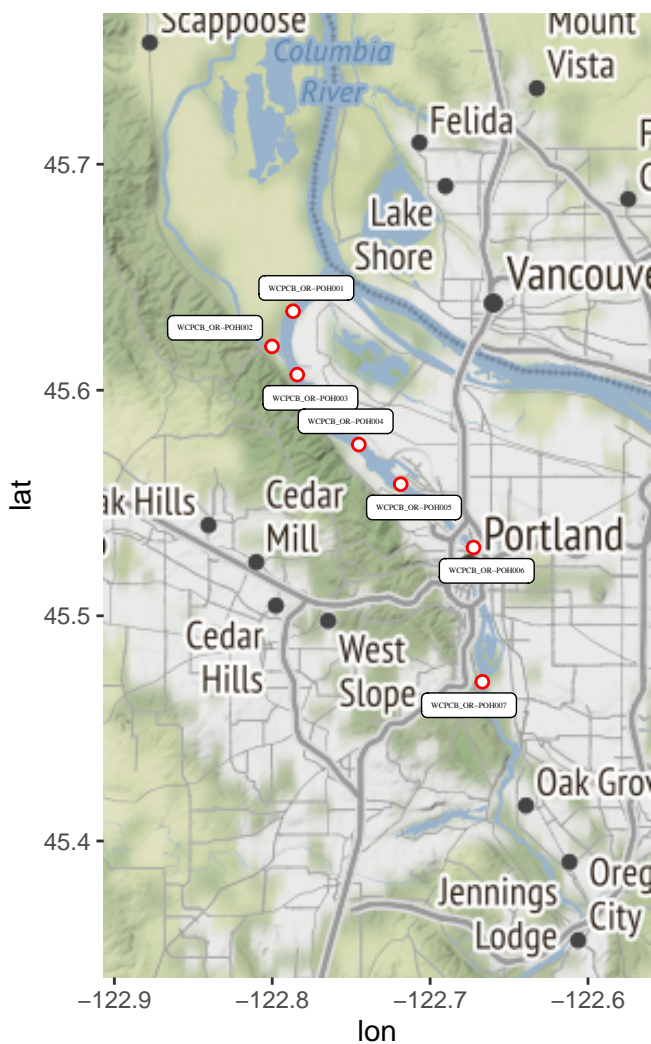 Scappoose
Mount
Vista
Columbia
River
Felida
45.7
Lake
Shore
Vancouve
WCPCB_OR−POH001
WCPCB_OR−POH002
45.6
WCPCB_OR−POH003
WCPCB_OR−POH004
ak Hills
Cedar
Mill
WCPCB_OR−POH005
Portland
WCPCB_OR−POH006
lat
45.5
Cedar
Hills
West
Slope
WCPCB_OR−POH007
Oak Grov
45.4
Jennings
Lodge
Oreg
City
−122.9
−122.8
−122.7
−122.6
lon